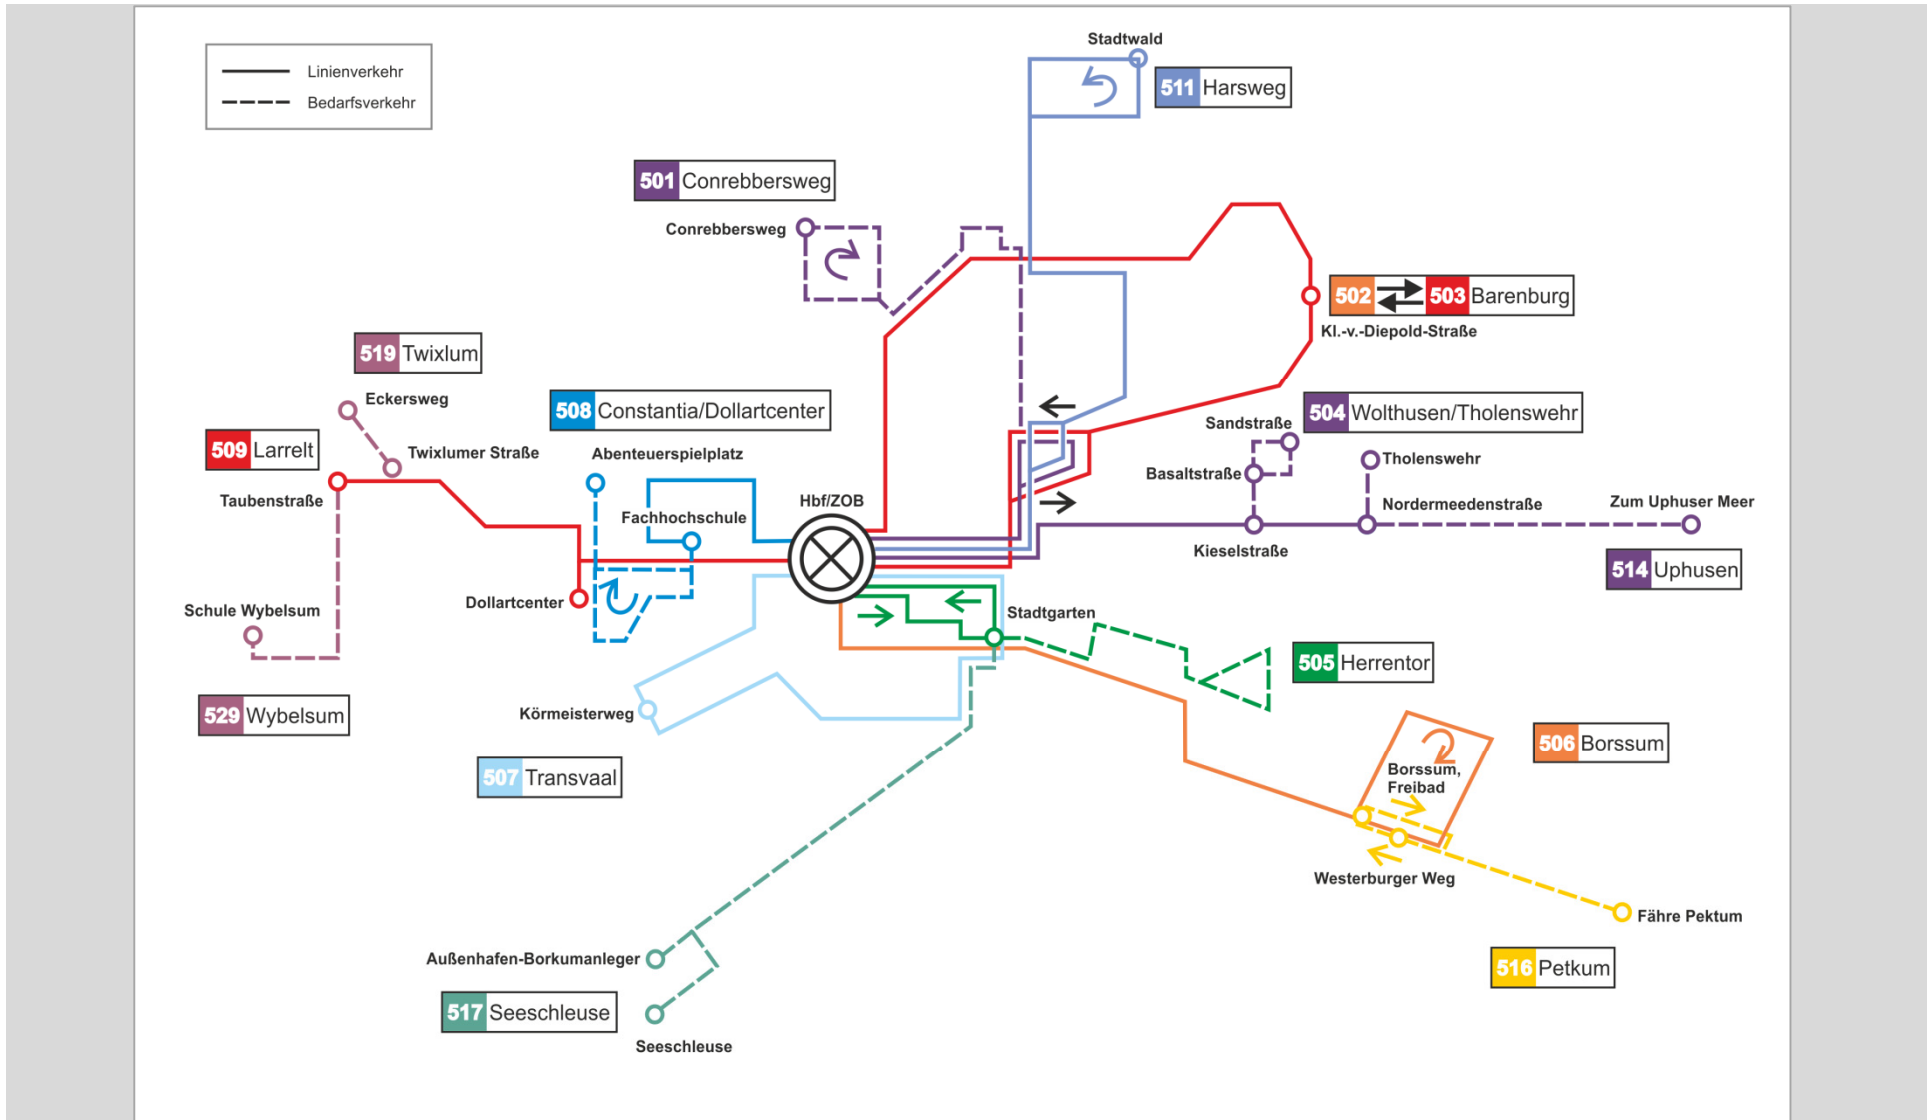 Linienverkehr
Bedarfsverkehr
Stadtwald
511 Harsweg
501 Conrebbersweg
Conrebbersweg
502 503 Barenburg
Kl.-v.-Diepold-Straße
519 Twixlum
Eckersweg
508 Constantia/Dollartcenter
504 Wolthusen/Tholenswehr
Sandstraße
509 Larrelt
Twixlumer Straße
Abenteuerspielplatz
Tholenswehr
Basaltstraße
Taubenstraße
Hbf/ZOB
Nordermeedenstraße
Zum Uphuser Meer
Fachhochschule
Kieselstraße
514 Uphusen
Dollartcenter
Schule Wybelsum
Stadtgarten
505 Herrentor
529 Wybelsum
Körmeisterweg
506 Borssum
507 Transvaal
Borssum,
Freibad
Westerburger Weg
Fähre Pektum
Außenhafen-Borkumanleger
516 Petkum
517 Seeschleuse
Seeschleuse